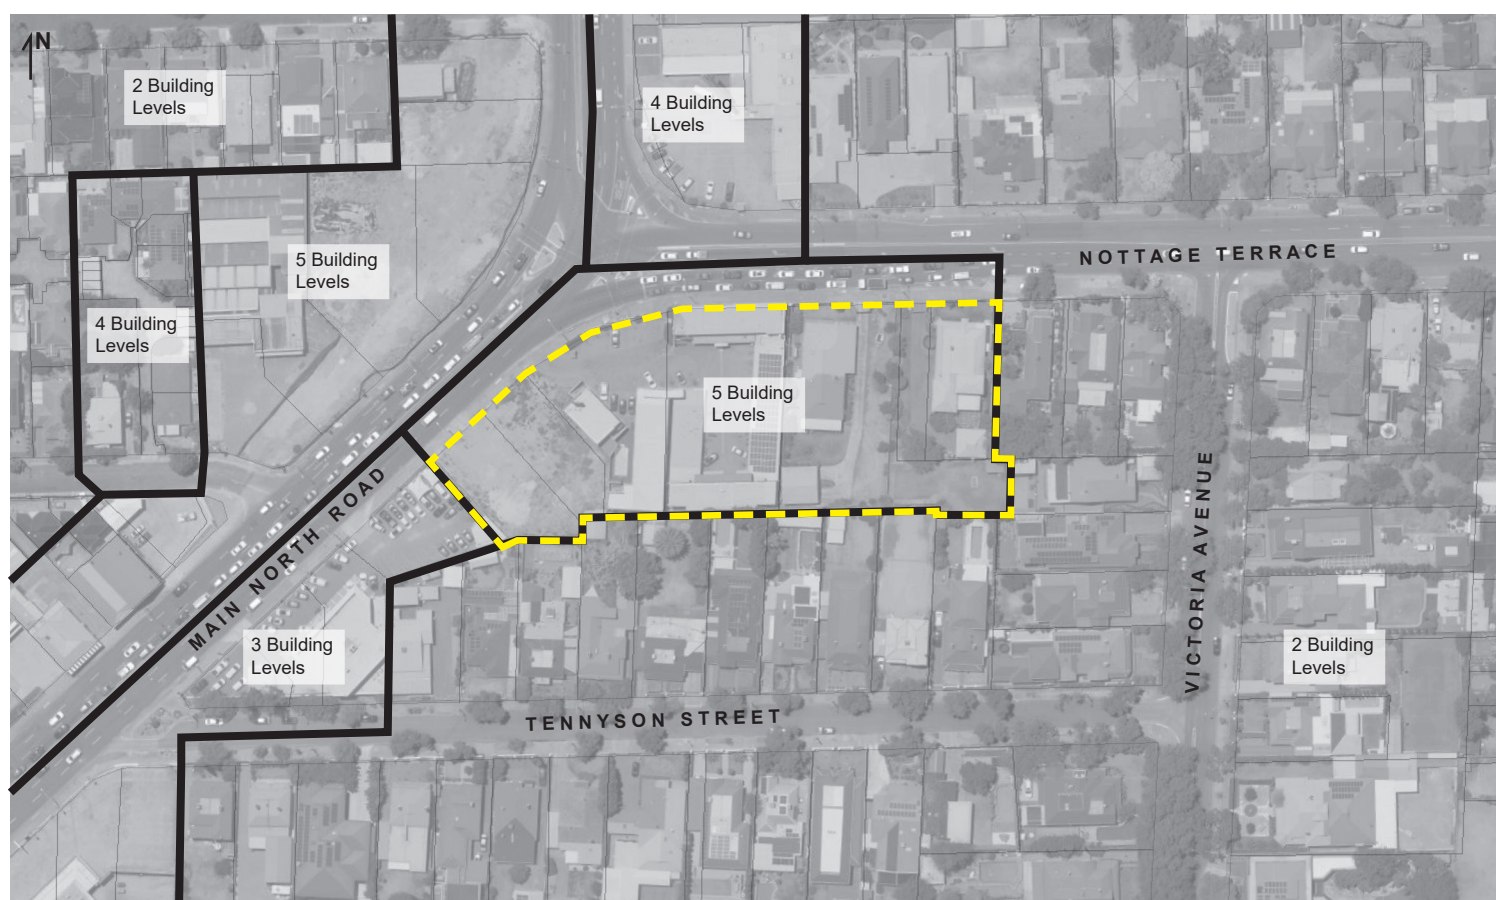 N
2 Building
Levels
4 Building
Levels
NOTTAGE TERRACE
5 Building
Levels
4 Building
Levels
5 Building
Levels
MAIN NORTH ROAD
VICTORIA AVENUE
3 Building
Levels
2 Building
Levels
TENNYSON STREET